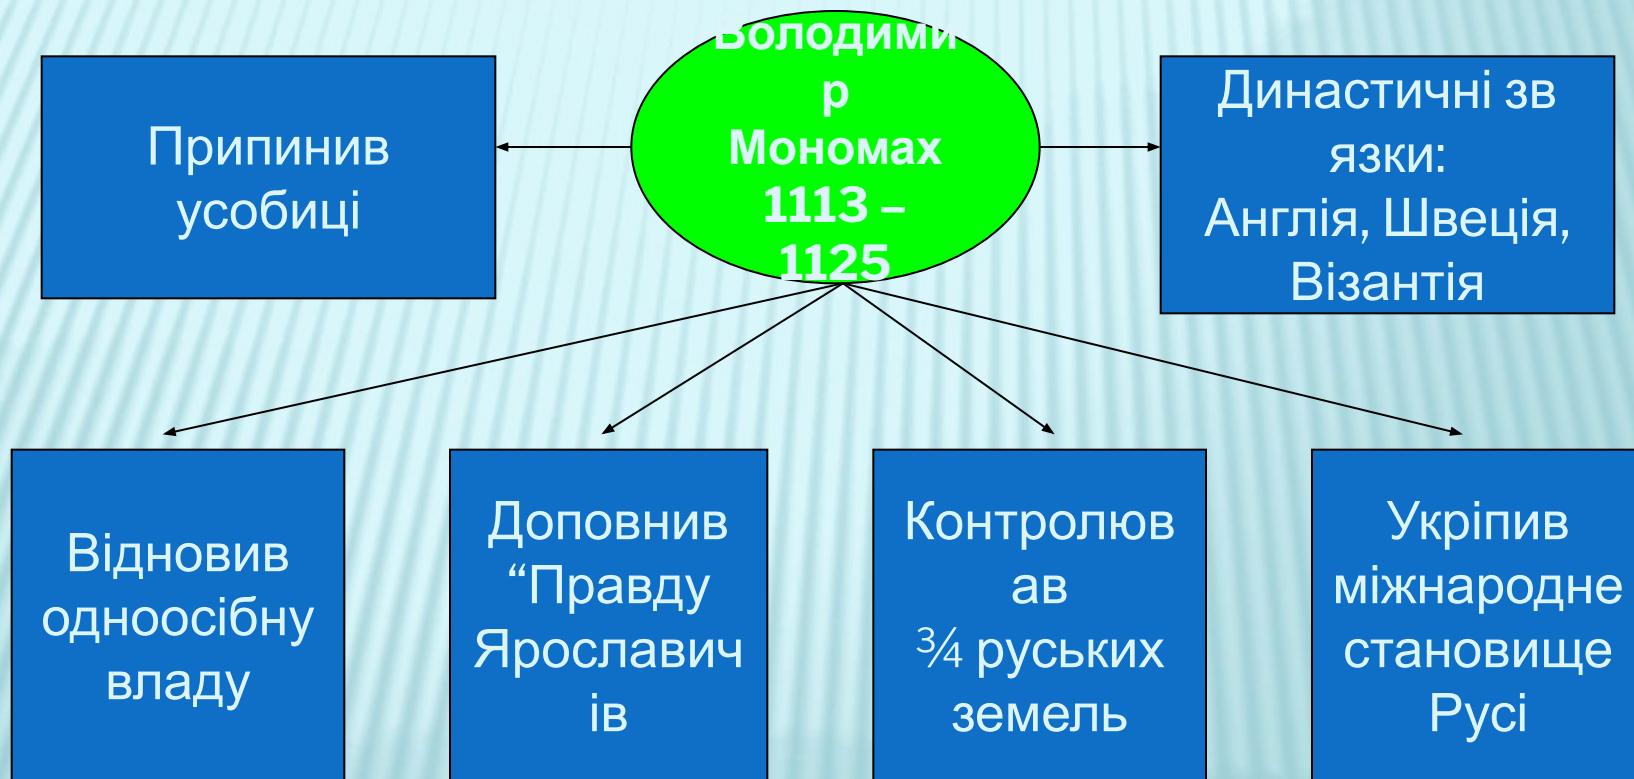 Володими
р
Мономах
1113 –
1125
Припинив
усобиці
Династичні зв
язки:
Англія, Швеція,
Візантія
Відновив
одноосібну
владу
Доповнив
“Правду
Ярославич
ів
Контролюв
ав
¾ руських
земель
Укріпив
міжнародне
становище
Русі